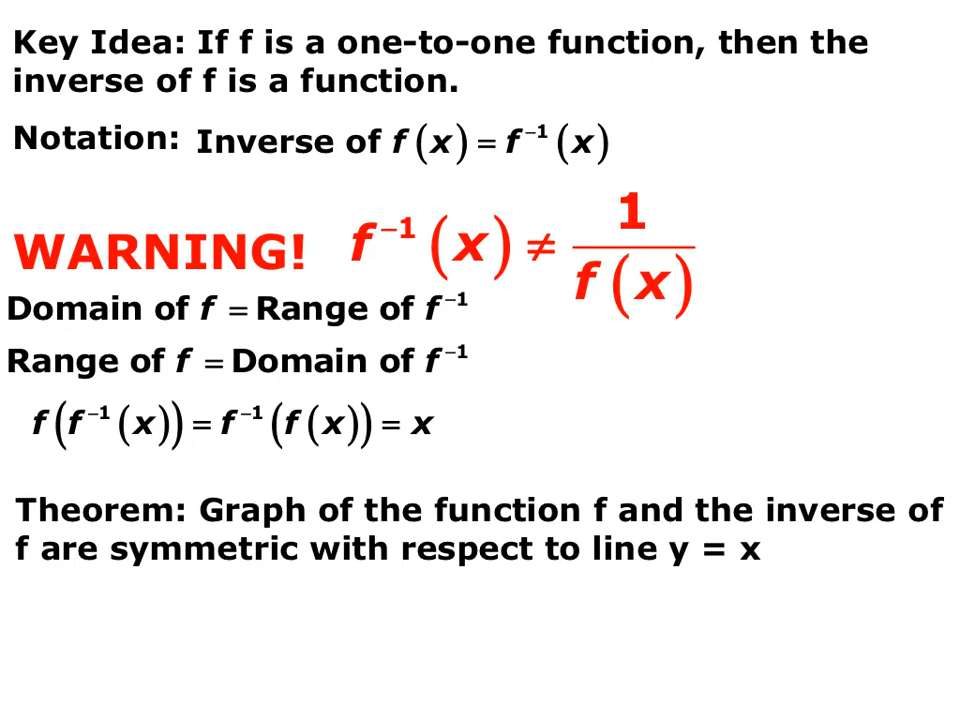 Key Idea: If f is a one-to-one function, then the
inverse of f is a function.
Notation: Inverse of f(x) = f⁻¹(x)
WARNING! f⁻¹(x) ≠ 1/f(x)
Domain of f = Range of f⁻¹
Range of f = Domain of f⁻¹
f(f⁻¹(x)) = f⁻¹(f(x)) = x
Theorem: Graph of the function f and the inverse of
f are symmetric with respect to line y = x